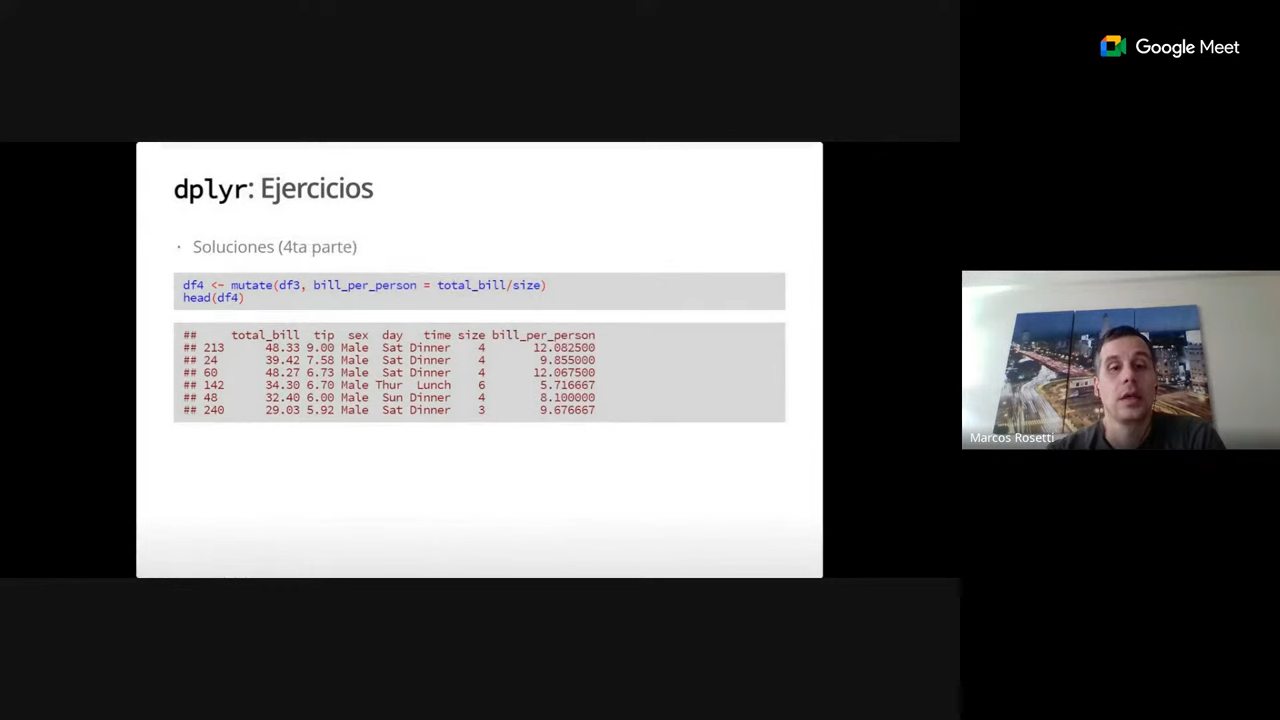 Google Meet
dplyr: Ejercicios
· Soluciones (4ta parte)
df4 <- mutate(df3, bill_per_person = total_bill/size)
head(df4)
##     total_bill  tip  sex  day   time size bill_per_person
## 213      48.33 9.00 Male  Sat Dinner    4       12.082500
## 24       39.42 7.58 Male  Sat Dinner    4        9.855000
## 60       48.27 6.73 Male  Sat Dinner    4       12.067500
## 142      34.30 6.70 Male Thur  Lunch    6        5.716667
## 48       32.40 6.00 Male  Sun Dinner    4        8.100000
## 240      29.03 5.92 Male  Sat Dinner    3        9.676667
Marcos Rosetti